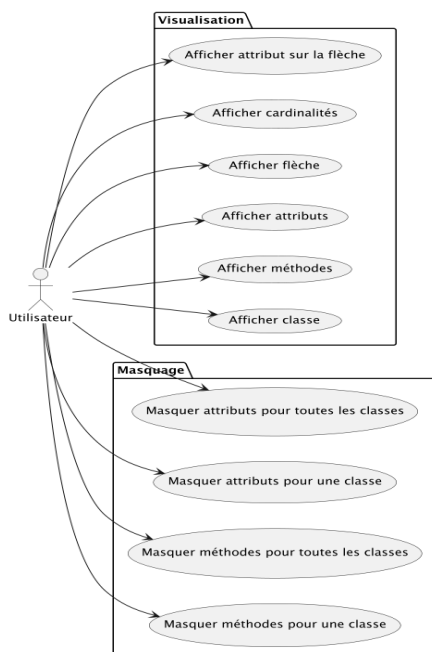 Visualisation
Afficher attribut sur la flèche
Afficher cardinalités
Afficher flèche
Afficher attributs
Afficher méthodes
Afficher classe
Utilisateur
Masquage
Masquer attributs pour toutes les classes
Masquer attributs pour une classe
Masquer méthodes pour toutes les classes
Masquer méthodes pour une classe